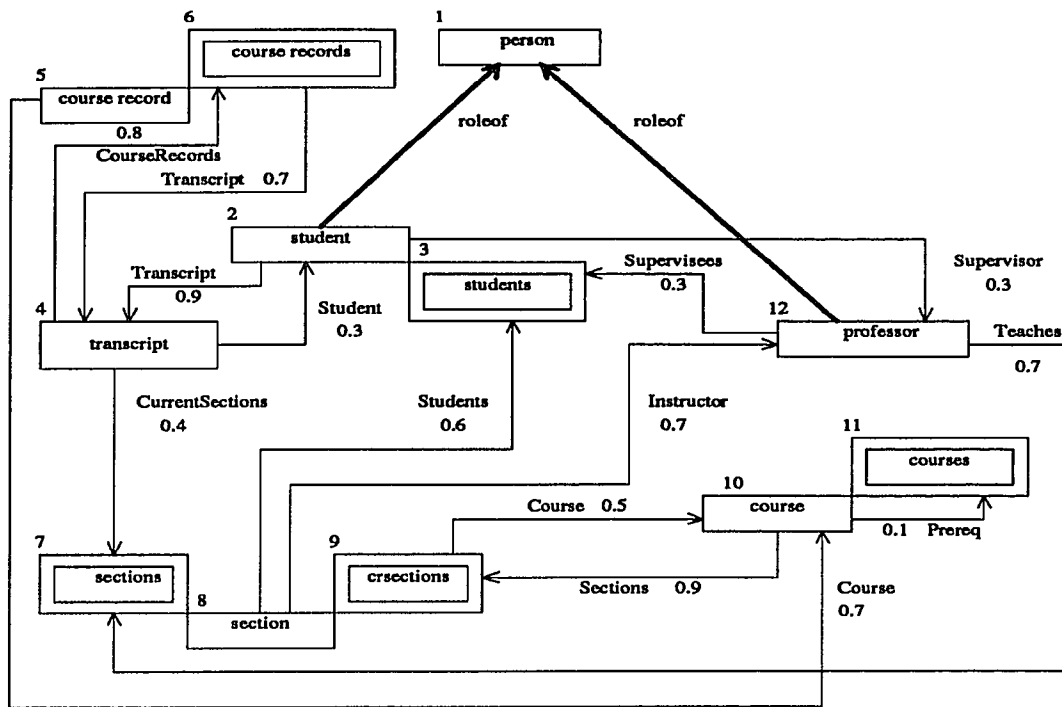 6
1
course records
person
5
course record
roleof
roleof
0.8
CourseRecords
Transcript 0.7
2
student
3
Transcript
0.9
Supervisees
0.3
Supervisor
0.3
students
Student
0.3
4
transcript
12
professor
Teaches
0.7
CurrentSections
0.4
Students
0.6
Instructor
0.7
11
courses
10
course
Course 0.5
0.1 Prereq
7
sections
9
crsections
Sections 0.9
Course
0.7
8
section